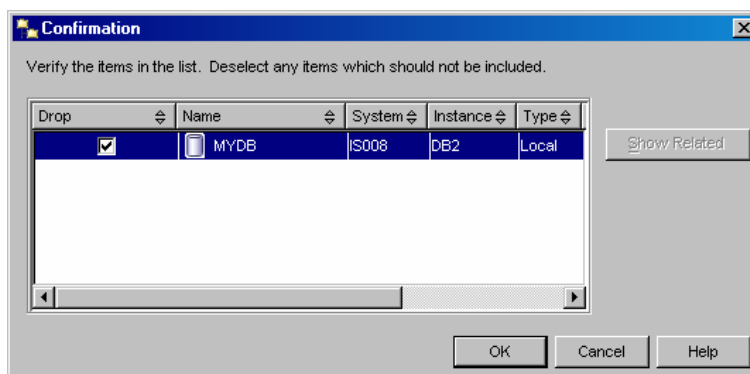 Confirmation
Verify the items in the list. Deselect any items which should not be included.
Drop Name System Instance Type
MYDB IS008 DB2 Local
Show Related
OK Cancel Help